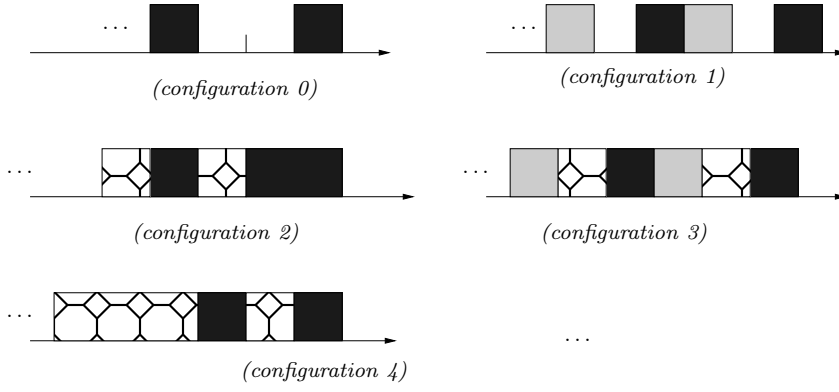 ...
...
(configuration 0)
(configuration 1)
...
...
(configuration 2)
(configuration 3)
...
...
(configuration 4)